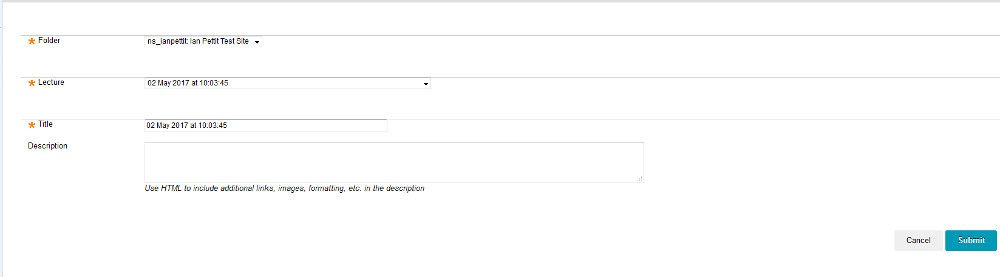 * Folder ns_ianpettit: Ian Pettit Test Site
* Lecture 02 May 2017 at 10:03:45
* Title 02 May 2017 at 10:03:45
Description
Use HTML to include additional links, images, formatting, etc. in the description
Cancel Submit